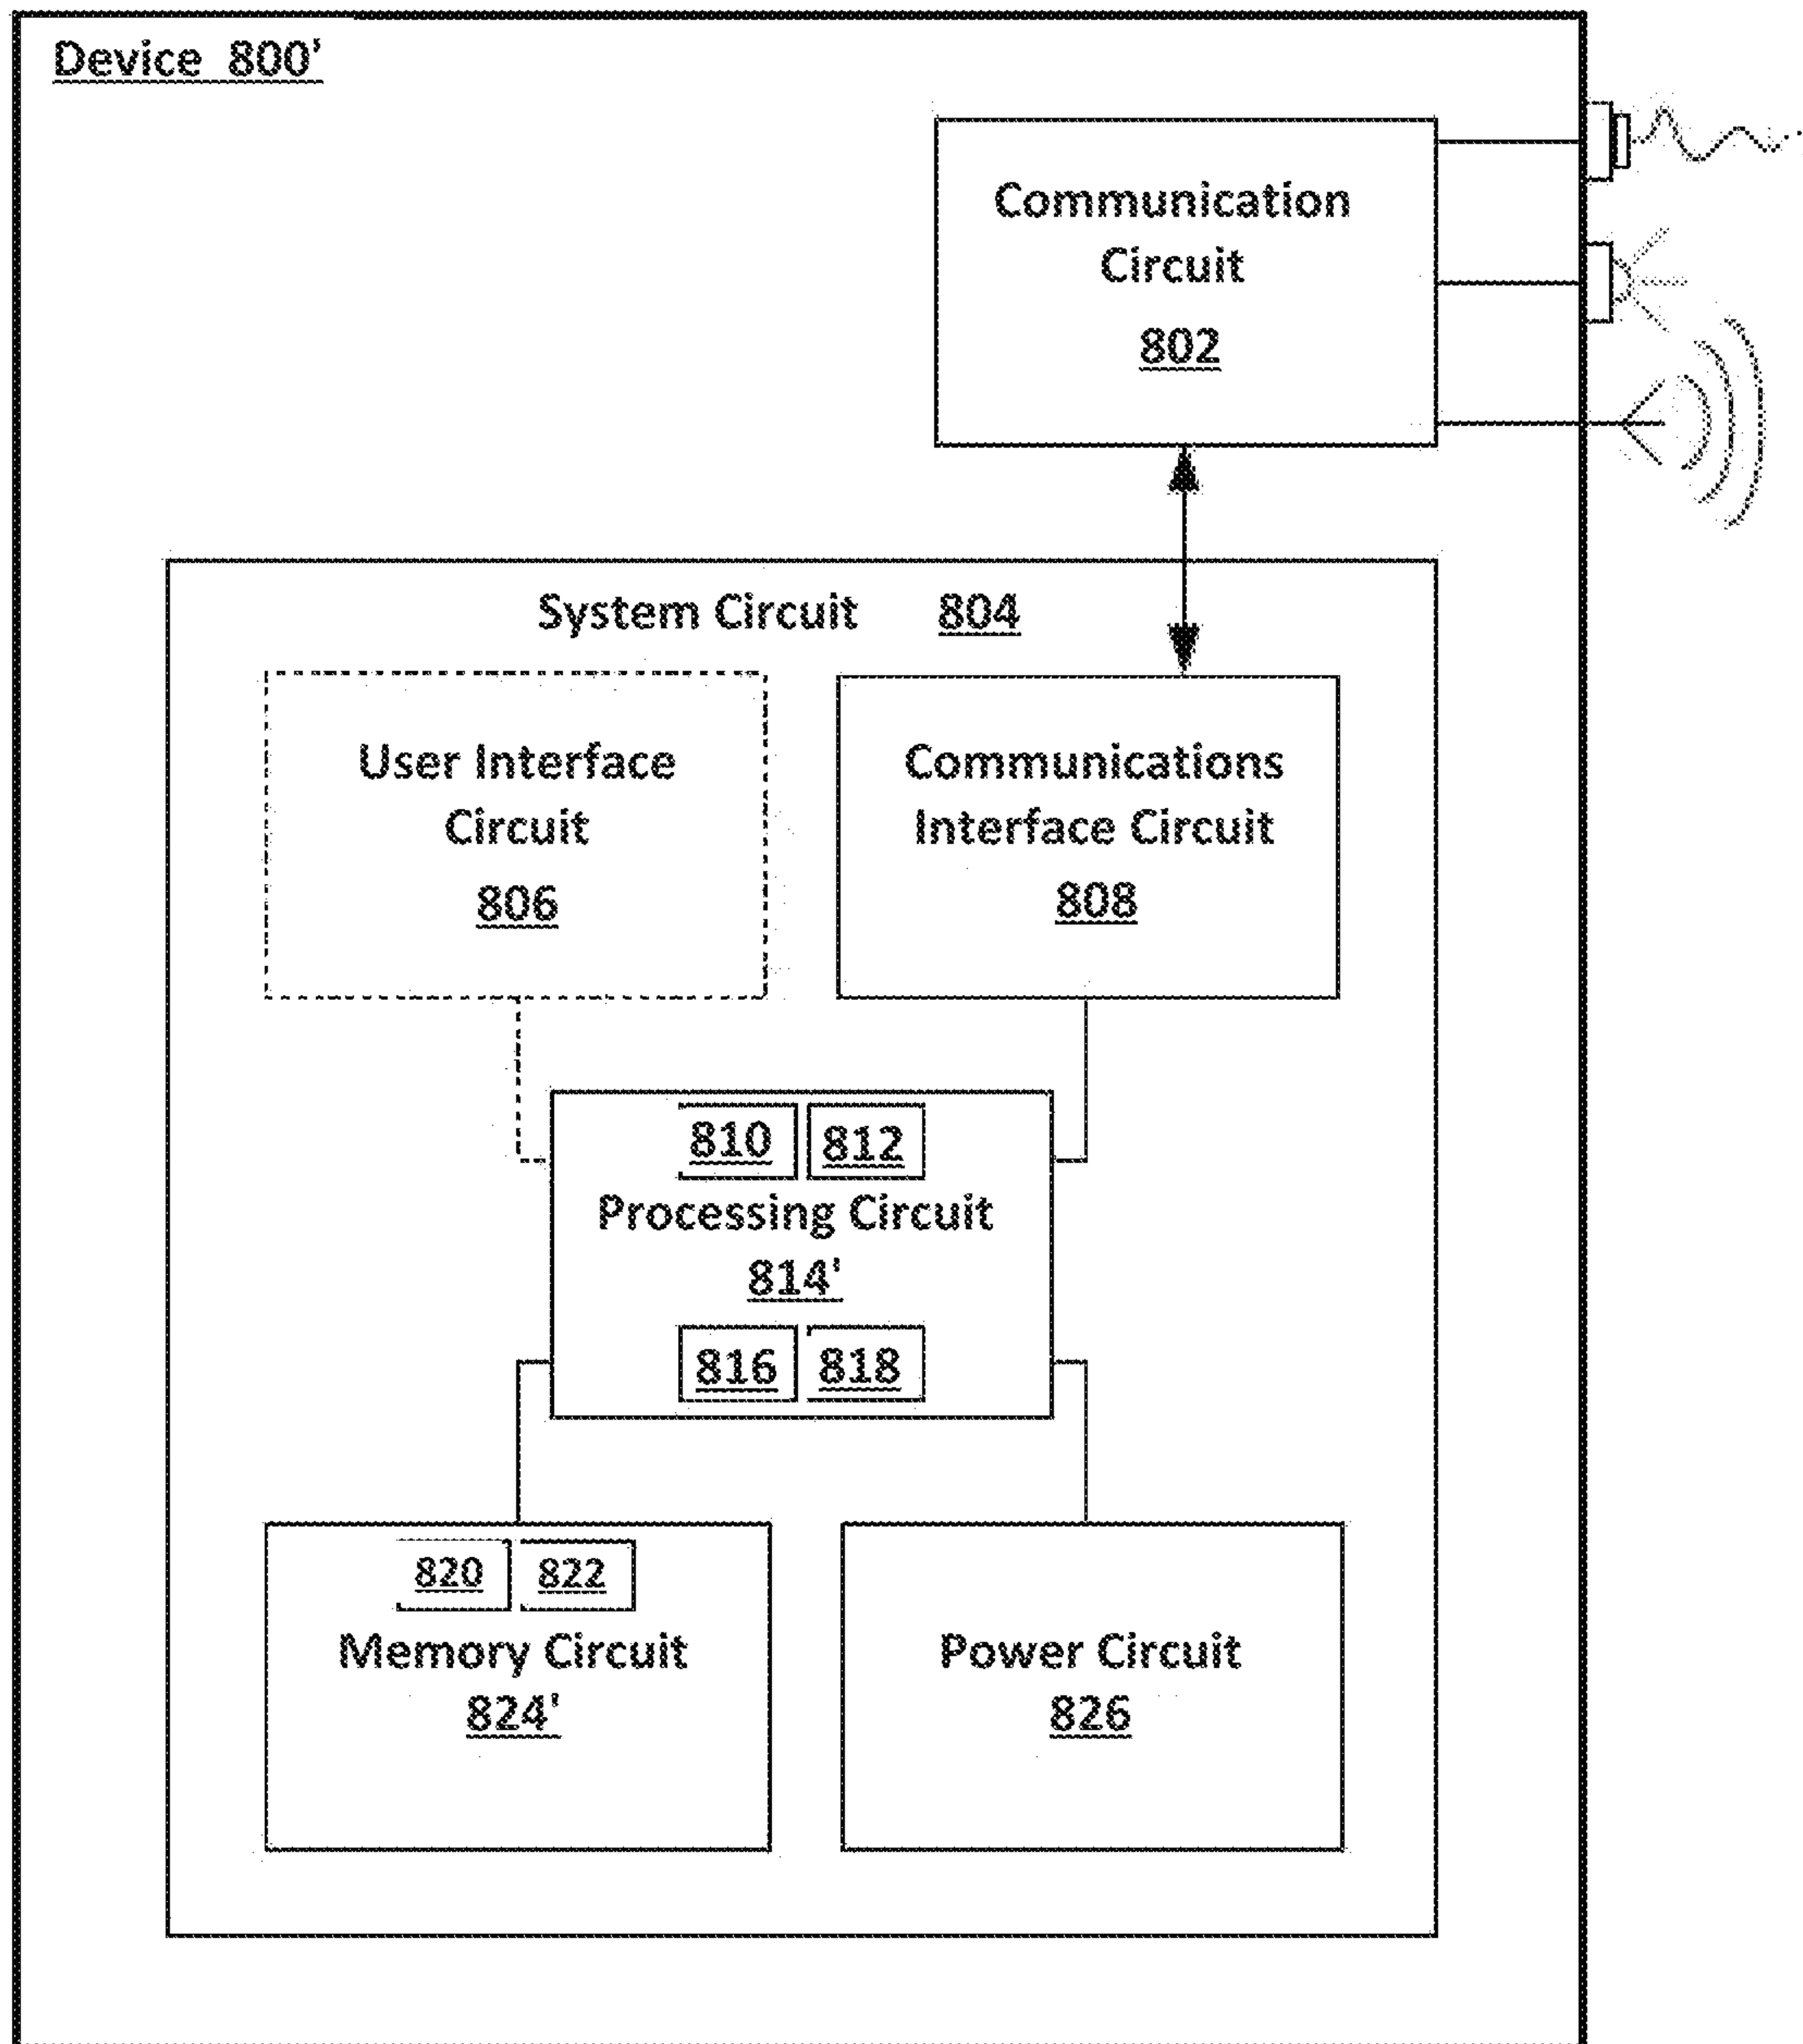 Device 800'
Communication
Circuit
802
System Circuit 804
User Interface
Circuit
806
Communications
Interface Circuit
808
810 812
Processing Circuit
814'
816 818
820 822
Memory Circuit
824'
Power Circuit
826